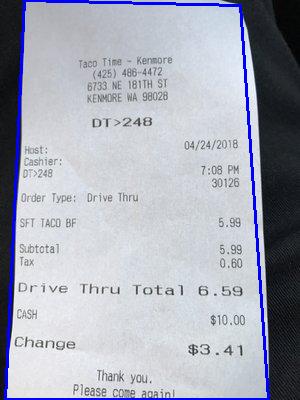 Taco Time - Kenmore
(425) 486-4472
6733 NE 181TH ST
KENMORE WA 98028
DT>248
Host: 04/24/2018
Cashier:
DT>248 7:08 PM
30126
Order Type: Drive Thru
SFT TACO BF 5.99
Subtotal 5.99
Tax 0.60
Drive Thru Total 6.59
CASH $10.00
Change $3.41
Thank you.
Please come again!